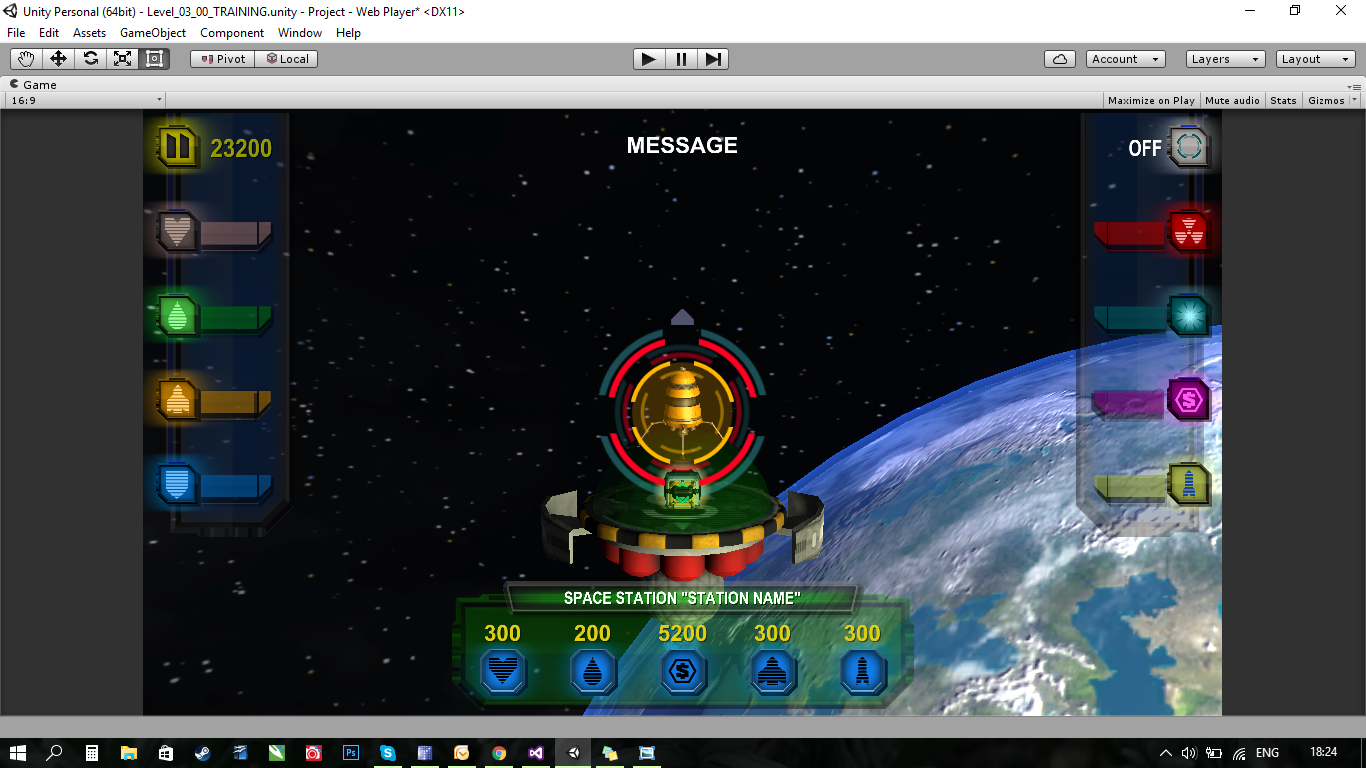 Unity Personal (64bit) - Level_03_00_TRAINING.unity - Project - Web Player* <DX11>
File Edit Assets GameObject Component Window Help
Pivot Local Account Layers Layout
Game
16:9 Maximize on Play Mute audio Stats Gizmos
23200 MESSAGE OFF
SPACE STATION "STATION NAME"
300 200 5200 300 300
ENG 18:24